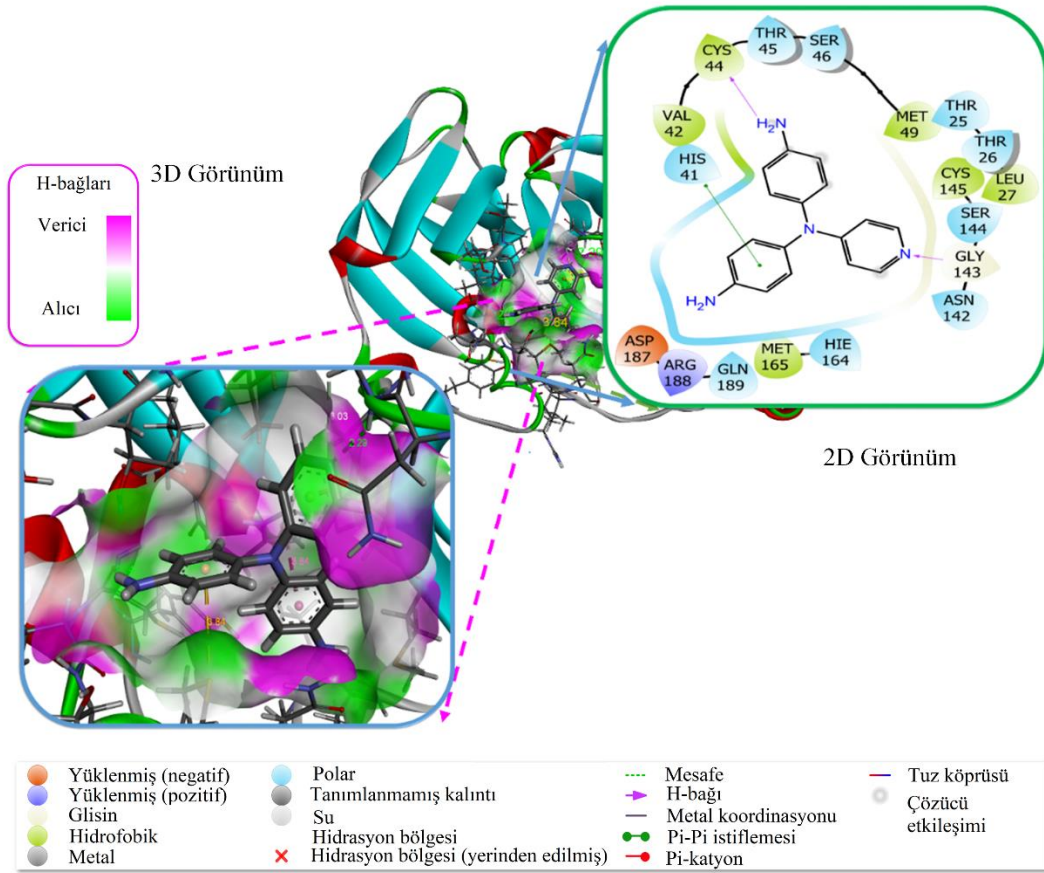 3D Görünüm
H-bağları
Verici
Alıcı
CYS
44
THR
45
SER
46
VAL
42
HIS
41
MET
49
THR
25
THR
26
CYS
145
LEU
27
SER
144
GLY
143
ASN
142
ASP
187
ARG
188
GLN
189
MET
165
HIE
164
H₂N
N
N
H₂N
3.84
2D Görünüm
Yüklenmiş (negatif)
Yüklenmiş (pozitif)
Glisin
Hidrofobik
Metal
Polar
Tanımlanmamış kalıntı
Su
Hidrasyon bölgesi
Hidrasyon bölgesi (yerinden edilmiş)
Mesafe
H-bağı
Metal koordinasyonu
Pi-Pi istiflemesi
Pi-katyon
Tuz köprüsü
Çözücü
etkileşimi